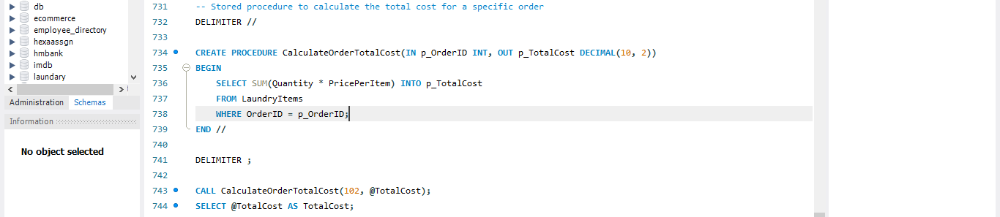 db
ecommerce
employee_directory
hexaassgn
hmbank
imdb
laundary
Administration Schemas
Information
No object selected
731 -- Stored procedure to calculate the total cost for a specific order
732 DELIMITER //
733
734 CREATE PROCEDURE CalculateOrderTotalCost(IN p_OrderID INT, OUT p_TotalCost DECIMAL(10, 2))
735 BEGIN
736 SELECT SUM(Quantity * PricePerItem) INTO p_TotalCost
737 FROM LaundryItems
738 WHERE OrderID = p_OrderID;
739 END //
740
741 DELIMITER ;
742
743 CALL CalculateOrderTotalCost(102, @TotalCost);
744 SELECT @TotalCost AS TotalCost;